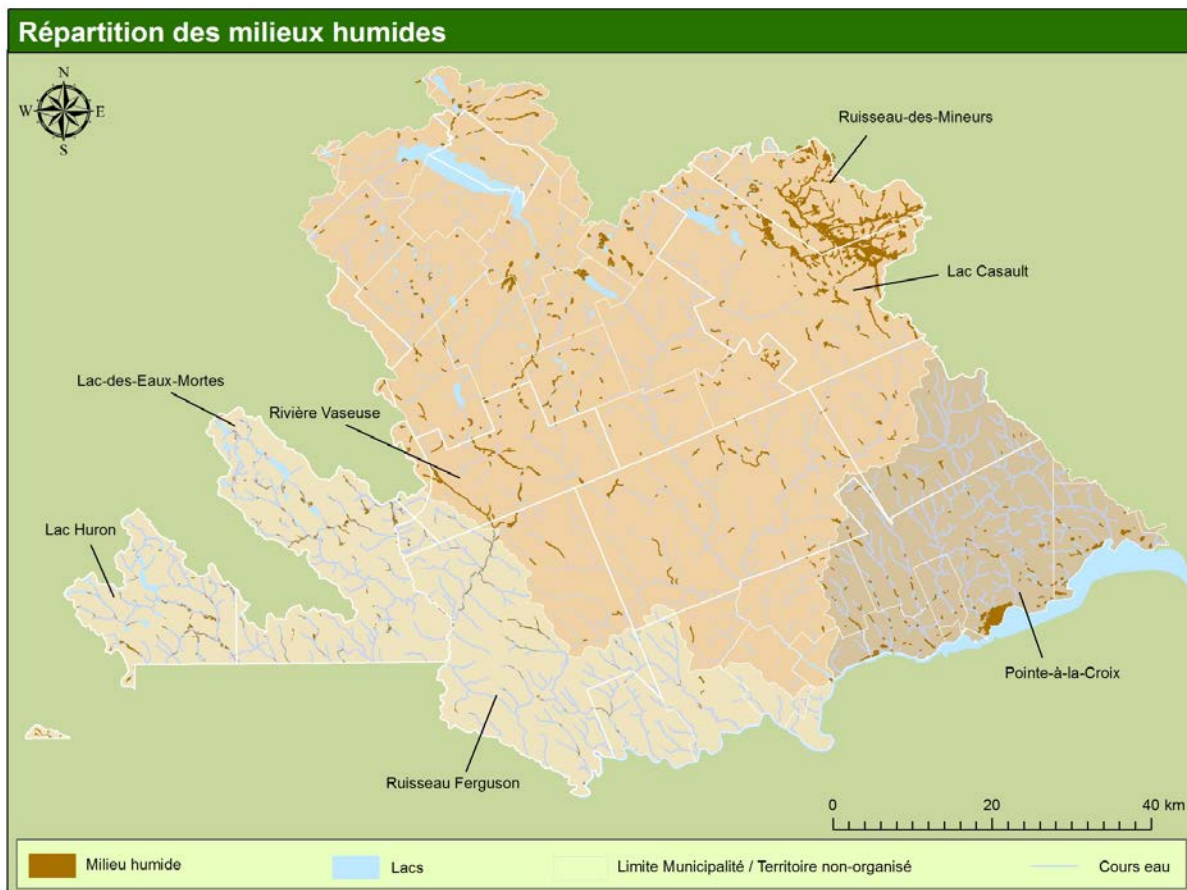 Répartition des milieux humides
N
W E
S
Ruisseau-des-Mineurs
Lac Casault
Lac-des-Eaux-Mortes
Rivière Vaseuse
Lac Huron
Pointe-à-la-Croix
Ruisseau Ferguson
0 20 40 km
Milieu humide Lacs Limite Municipalité / Territoire non-organisé Cours eau